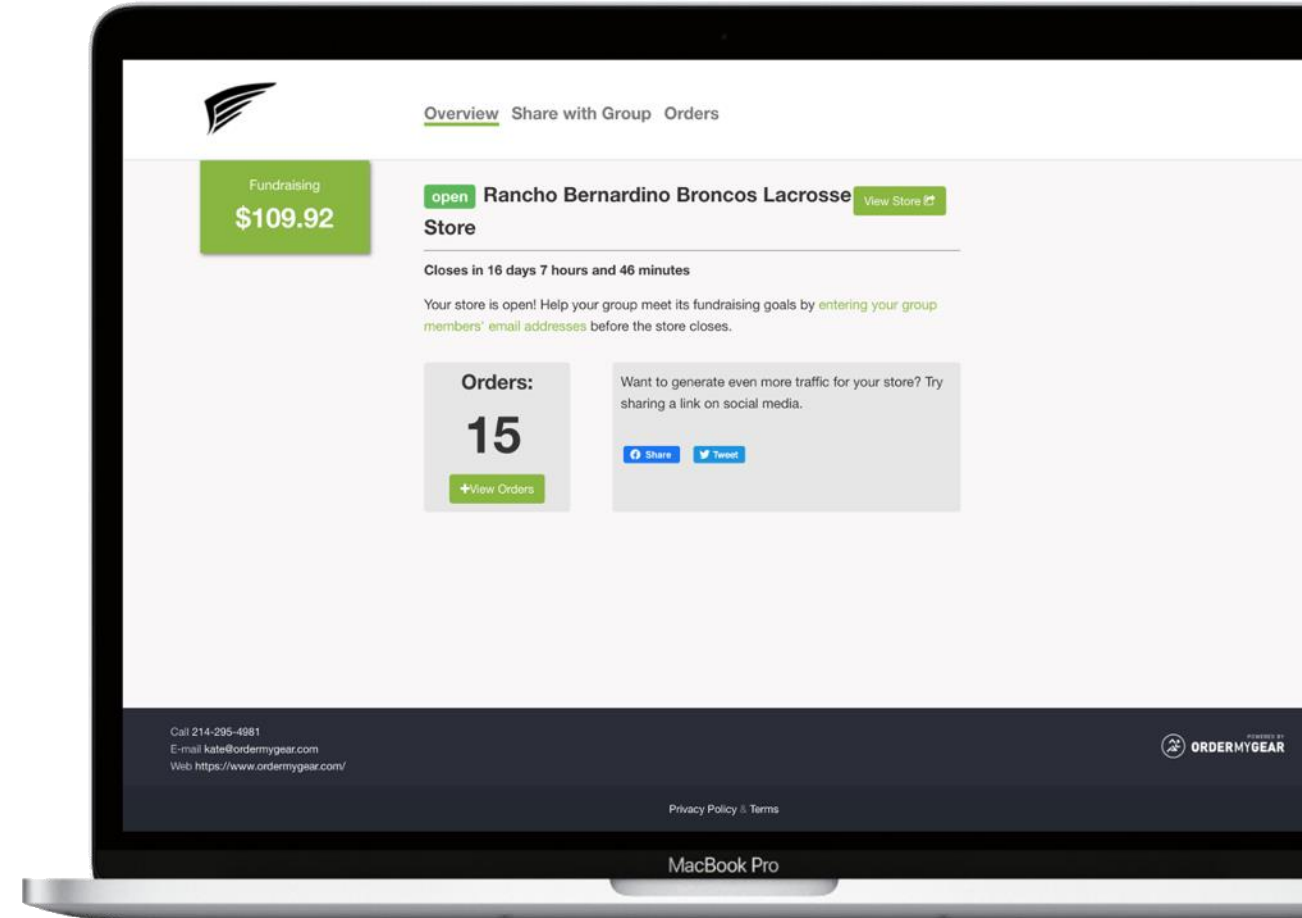 Overview Share with Group Orders
Fundraising
$109.92
open Rancho Bernardino Broncos Lacrosse
Store
View Store
Closes in 16 days 7 hours and 46 minutes
Your store is open! Help your group meet its fundraising goals by entering your group
members' email addresses before the store closes.
Orders:
15
+View Orders
Want to generate even more traffic for your store? Try
sharing a link on social media.
Share Tweet
Call 214-295-4981
E-mail kate@ordermygear.com
Web https://www.ordermygear.com/
POWERED BY
ORDERMYGEAR
Privacy Policy & Terms
MacBook Pro